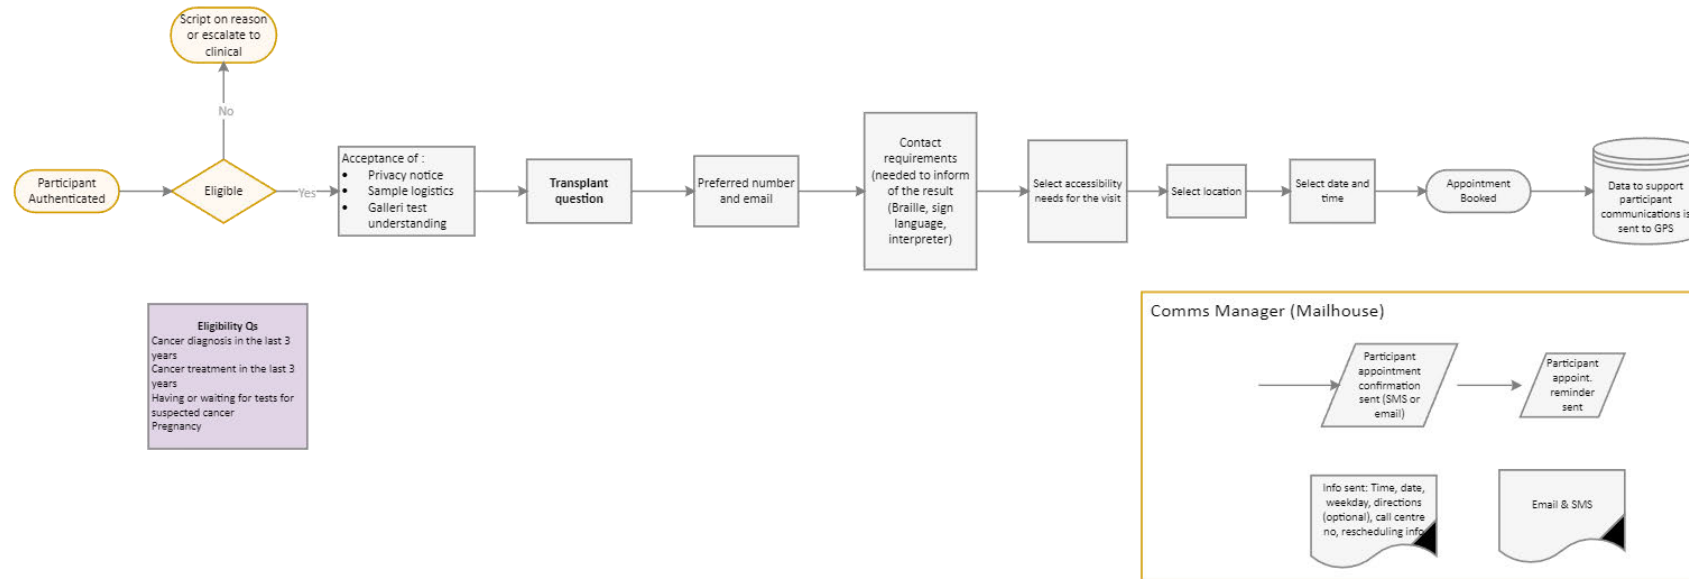 Script on reason
or escalate to
clinical
No
Participant
Authenticated
Eligible
Yes
Acceptance of :
• Privacy notice
• Sample logistics
• Galleri test
understanding
Transplant
question
Preferred number
and email
Contact
requirements
(needed to inform
of the result
(Braille, sign
language,
interpreter)
Select accessibility
needs for the visit
Select location
Select date and
time
Appointment
Booked
Data to support
participant
communications is
sent to GPS
Eligibility Qs
Cancer diagnosis in the last 3
years
Cancer treatment in the last 3
years
Having or waiting for tests for
suspected cancer
Pregnancy
Comms Manager (Mailhouse)
Participant
appointment
confirmation
sent (SMS or
email)
Participant
appoint.
reminder
sent
Info sent: Time, date,
weekday, directions
(optional), call centre
no, rescheduling info
Email & SMS